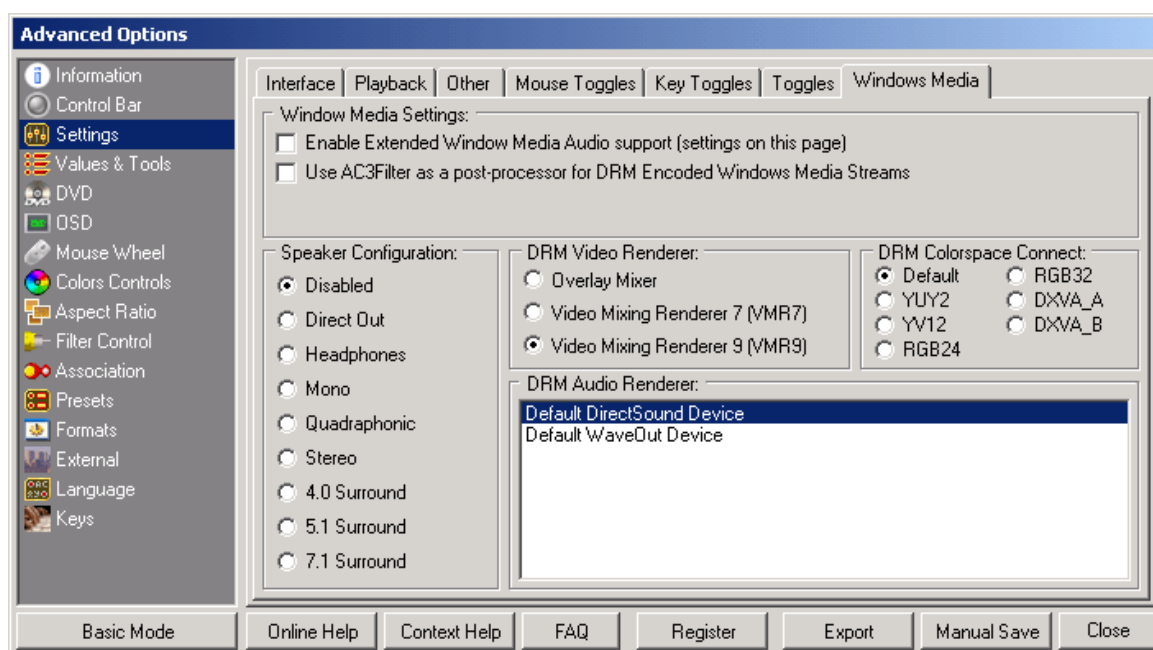 Advanced Options
Information
Control Bar
Settings
Values & Tools
DVD
OSD
Mouse Wheel
Colors Controls
Aspect Ratio
Filter Control
Association
Presets
Formats
External
Language
Keys
Interface Playback Other Mouse Toggles Key Toggles Toggles Windows Media
Window Media Settings:
Enable Extended Window Media Audio support (settings on this page)
Use AC3Filter as a post-processor for DRM Encoded Windows Media Streams
Speaker Configuration:
Disabled
Direct Out
Headphones
Mono
Quadraphonic
Stereo
4.0 Surround
5.1 Surround
7.1 Surround
DRM Video Renderer:
Overlay Mixer
Video Mixing Renderer 7 (VMR7)
Video Mixing Renderer 9 (VMR9)
DRM Colorspace Connect:
Default RGB32
YUY2 DXVA_A
YV12 DXVA_B
RGB24
DRM Audio Renderer:
Default DirectSound Device
Default WaveOut Device
Basic Mode Online Help Context Help FAQ Register Export Manual Save Close